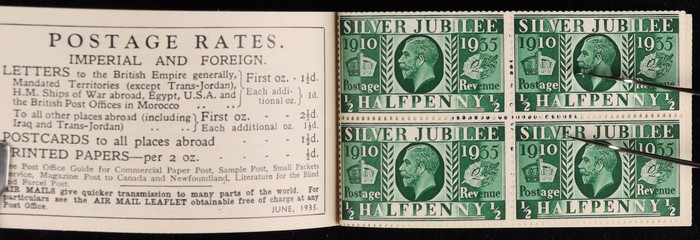 POSTAGE RATES.
IMPERIAL AND FOREIGN.
LETTERS to the British Empire generally,
Mandated Territories (except Trans-Jordan),
H.M. Ships of War abroad, Egypt, U.S.A. and
the British Post Offices in Morocco ..
First oz. - 1½d.
Each addi-
tional oz. 1d.
To all other places abroad (including
Iraq and Trans-Jordan) .. ..
First oz. - 2½d.
Each additional oz. 1½d.
POSTCARDS to all places abroad - - 1½d.
PRINTED PAPERS—per 2 oz. - - - ½d.
Post Office Guide for Commercial Paper Post, Sample Post, Small Packets
Service, Magazine Post to Canada and Newfoundland, Literature for the Blind
and Parcel Post.
AIR MAILS give quicker transmission to many parts of the world. For
particulars see the AIR MAIL LEAFLET obtainable free of charge at any
Post Office.
JUNE, 1935.
SILVER JUBILEE
1910 1935
Postage Revenue
½ HALFPENNY ½
SILVER JUBILEE
1910 1935
Postage Revenue
½ HALFPENNY ½
SILVER JUBILEE
1910 1935
Postage Revenue
½ HALFPENNY ½
SILVER JUBILEE
1910 1935
Postage Revenue
½ HALFPENNY ½